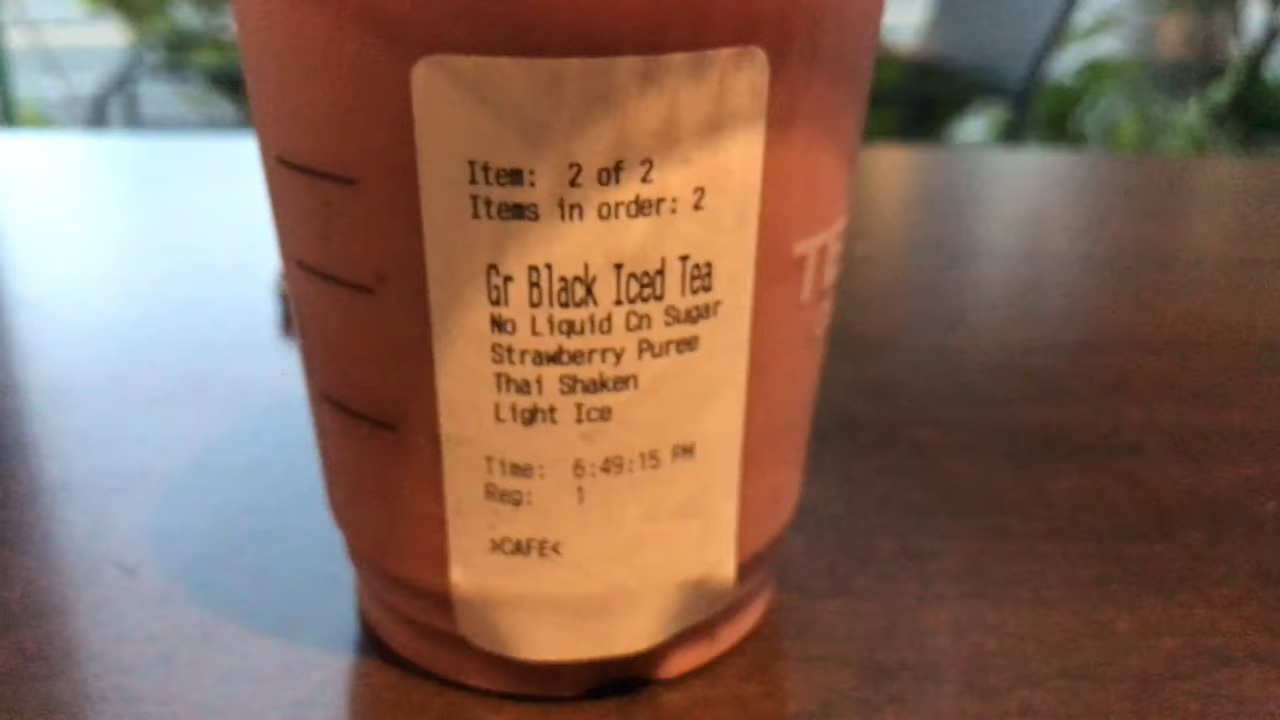 Item: 2 of 2
Items in order: 2
Gr Black Iced Tea
No Liquid Cn Sugar
Strawberry Puree
Thai Shaken
Light Ice
Time: 6:49:15 PM
Reg: 1
>CAFE<